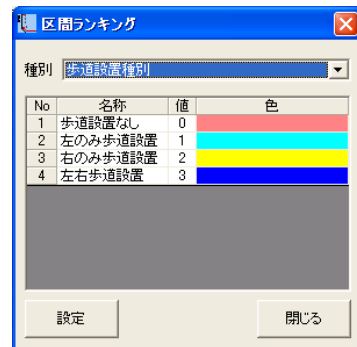 区間ランキング
種別 歩道設置種別
No 名称 値 色
1 歩道設置なし 0
2 左のみ歩道設置 1
3 右のみ歩道設置 2
4 左右歩道設置 3
設定 閉じる